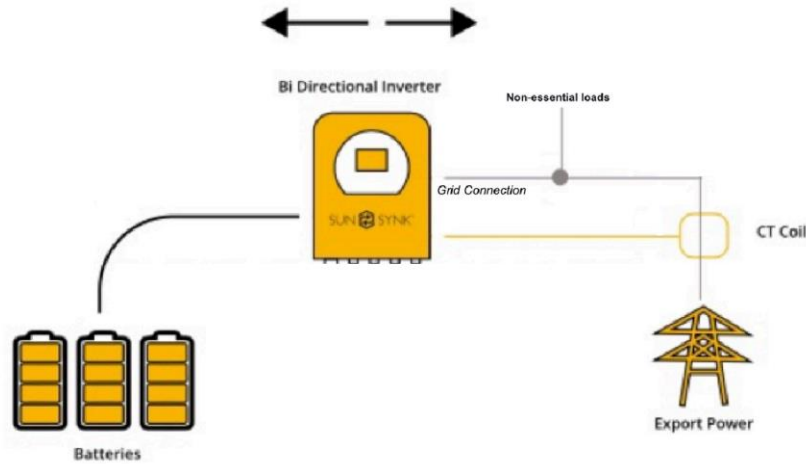 Bi Directional Inverter
Non-essential loads
Grid Connection
SUN SYNK
CT Coil
Export Power
Batteries